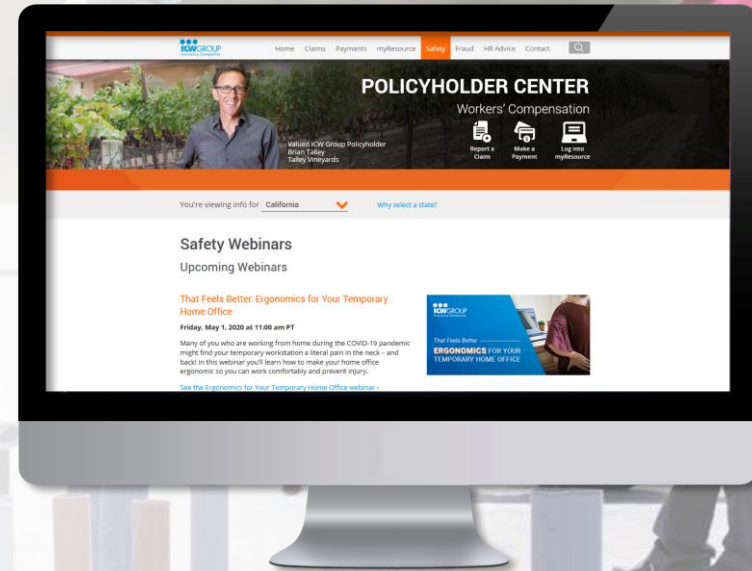 ICWGROUP
Insurance Companies
Home Claims Payments myResource Safety Fraud HR Advice Contact
POLICYHOLDER CENTER
Workers' Compensation
Valued ICW Group Policyholder
Brian Talley
Talley Vineyards
Report a Claim
Make a Payment
Log into myResource
You're viewing info for California
Why select a state?
Safety Webinars
Upcoming Webinars
That Feels Better: Ergonomics for Your Temporary
Home Office
Friday, May 1, 2020 at 11:00 am PT
Many of you who are working from home during the COVID-19 pandemic
might find your temporary workstation a literal pain in the neck – and
back! In this webinar you'll learn how to make your home office
ergonomic so you can work comfortably and prevent injury.
See the Ergonomics for Your Temporary Home Office webinar ›
ICWGROUP
Insurance Companies
That Feels Better
ERGONOMICS FOR YOUR
TEMPORARY HOME OFFICE